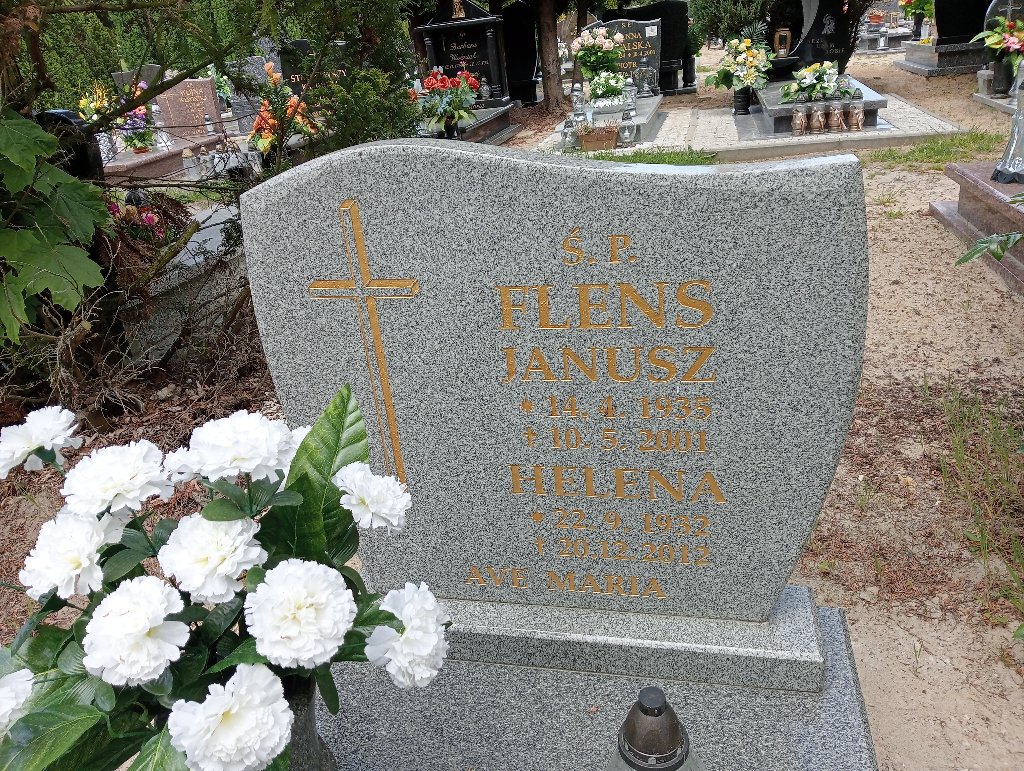 Ś. P.
FLENS
JANUSZ
* 14. 4. 1935
† 10. 5. 2001
HELENA
* 22. 9. 1932
† 20.12.2012
AVE MARIA